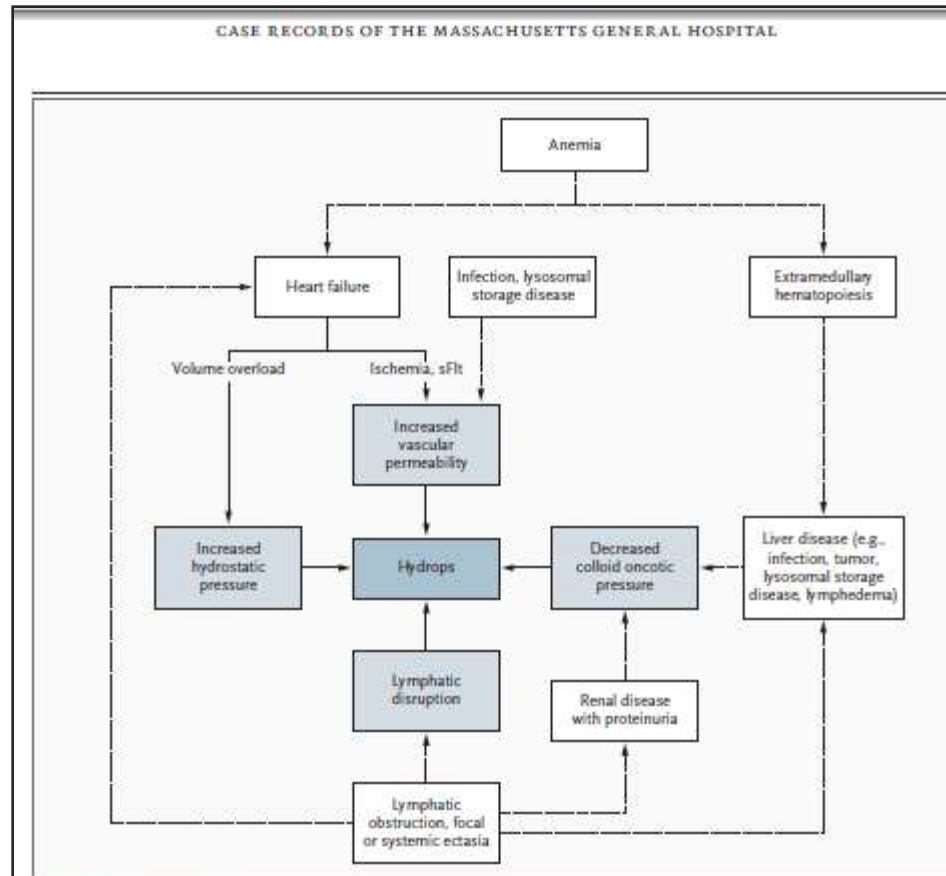 CASE RECORDS OF THE MASSACHUSETTS GENERAL HOSPITAL
Anemia
Heart failure
Infection, lysosomal
storage disease
Extramedullary
hematopoiesis
Volume overload
Ischemia, sFlt
Increased
vascular
permeability
Increased
hydrostatic
pressure
Hydrops
Decreased
colloid oncotic
pressure
Liver disease (e.g.,
infection, tumor,
lysosomal storage
disease, lymphedema)
Lymphatic
disruption
Renal disease
with proteinuria
Lymphatic
obstruction, focal
or systemic ectasia